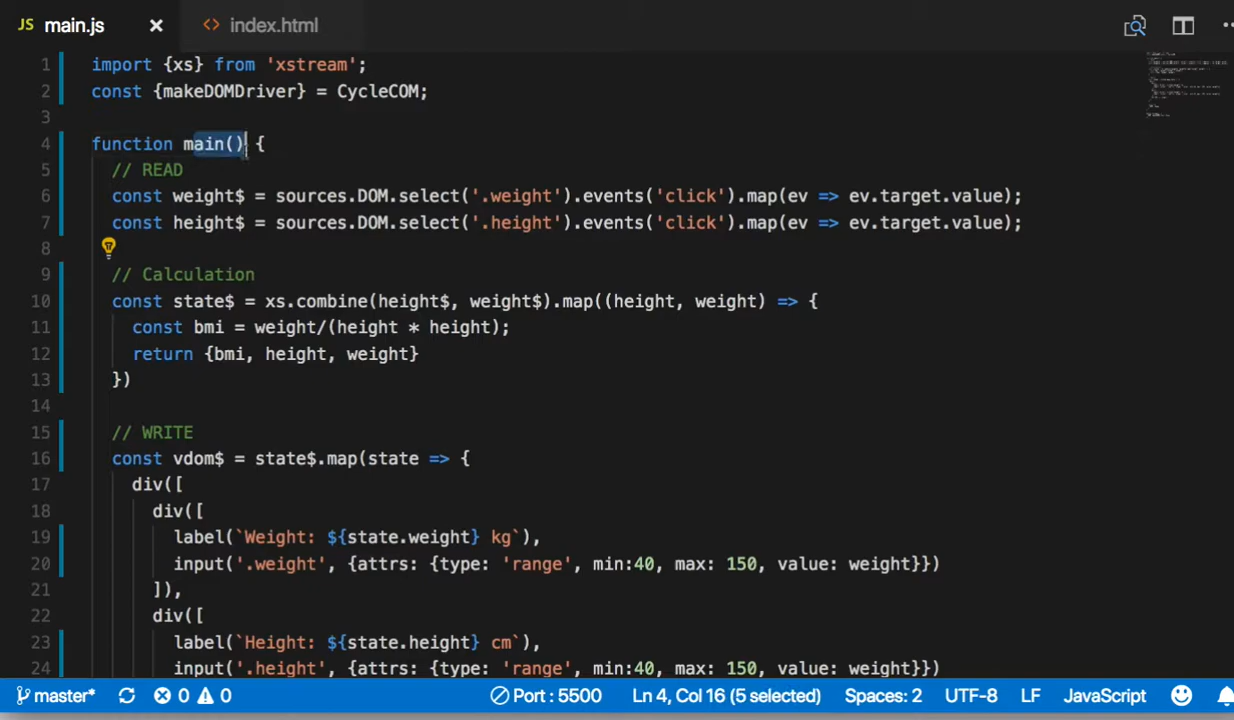 JS main.js × <> index.html
1 import {xs} from 'xstream';
2 const {makeDOMDriver} = CycleCOM;
3
4 function main() {
5 // READ
6 const weight$ = sources.DOM.select('.weight').events('click').map(ev => ev.target.value);
7 const height$ = sources.DOM.select('.height').events('click').map(ev => ev.target.value);
8
9 // Calculation
10 const state$ = xs.combine(height$, weight$).map((height, weight) => {
11 const bmi = weight/(height * height);
12 return {bmi, height, weight}
13 })
14
15 // WRITE
16 const vdom$ = state$.map(state => {
17 div([
18 div([
19 label(`Weight: ${state.weight} kg`),
20 input('.weight', {attrs: {type: 'range', min:40, max: 150, value: weight}})
21 ]),
22 div([
23 label(`Height: ${state.height} cm`),
24 input('.height', {attrs: {type: 'range', min:40, max: 150, value: weight}})
master* 0 0 Port : 5500 Ln 4, Col 16 (5 selected) Spaces: 2 UTF-8 LF JavaScript